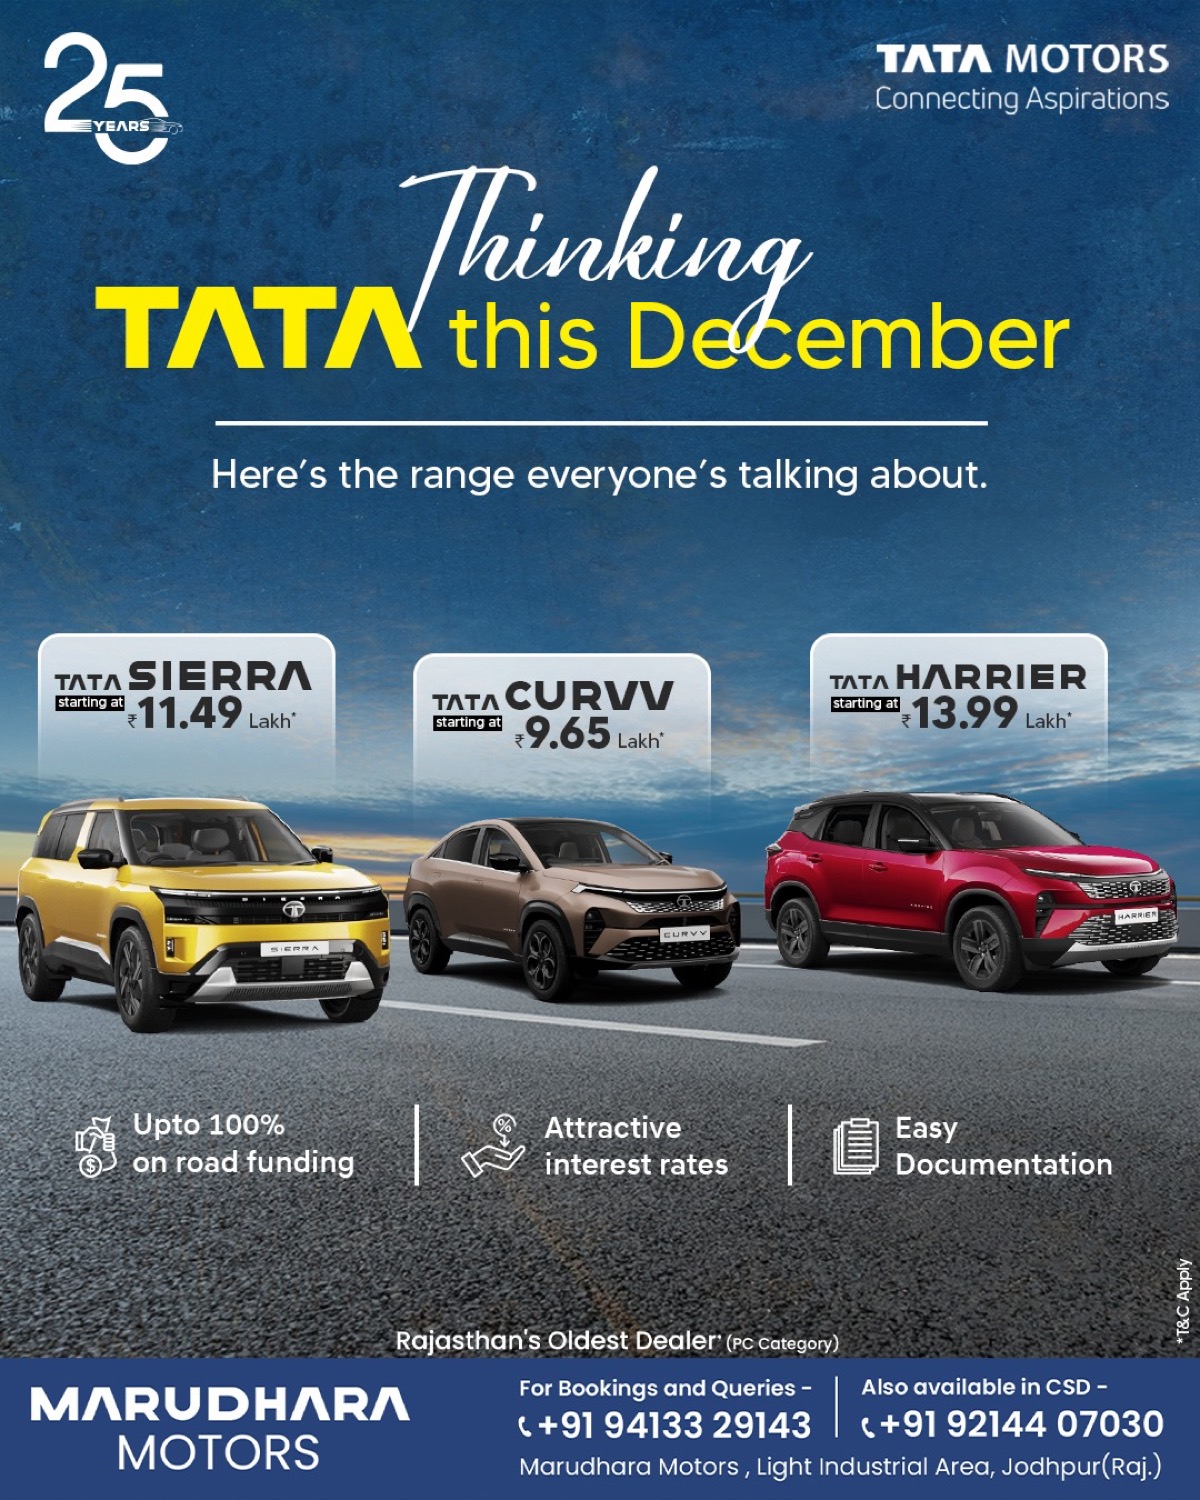 25
YEARS
TATA MOTORS
Connecting Aspirations
Thinking
TATA this December
Here's the range everyone's talking about.
TATA SIERRA
starting at
₹11.49 Lakh*
TATA CURVV
starting at
₹9.65 Lakh*
TATA HARRIER
starting at
₹13.99 Lakh*
SIERRA
SIERRA
CURVV
HARRIER
Upto 100%
on road funding
Attractive
interest rates
Easy
Documentation
*T&C Apply
Rajasthan's Oldest Dealer* (PC Category)
MARUDHARA
MOTORS
For Bookings and Queries -
+91 94133 29143
Also available in CSD -
+91 92144 07030
Marudhara Motors , Light Industrial Area, Jodhpur(Raj.)